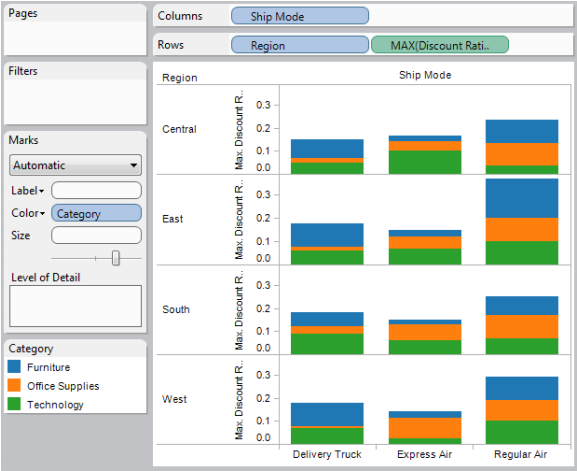 Pages
Columns Ship Mode
Rows Region MAX(Discount Rati..
Filters
Marks
Automatic
Label
Color Category
Size
Level of Detail
Category
Furniture
Office Supplies
Technology
Region Ship Mode
Central
Max. Discount R..
0.3
0.2
0.1
0.0
East
Max. Discount R..
0.3
0.2
0.1
0.0
South
Max. Discount R..
0.3
0.2
0.1
0.0
West
Max. Discount R..
0.3
0.2
0.1
0.0
Delivery Truck Express Air Regular Air